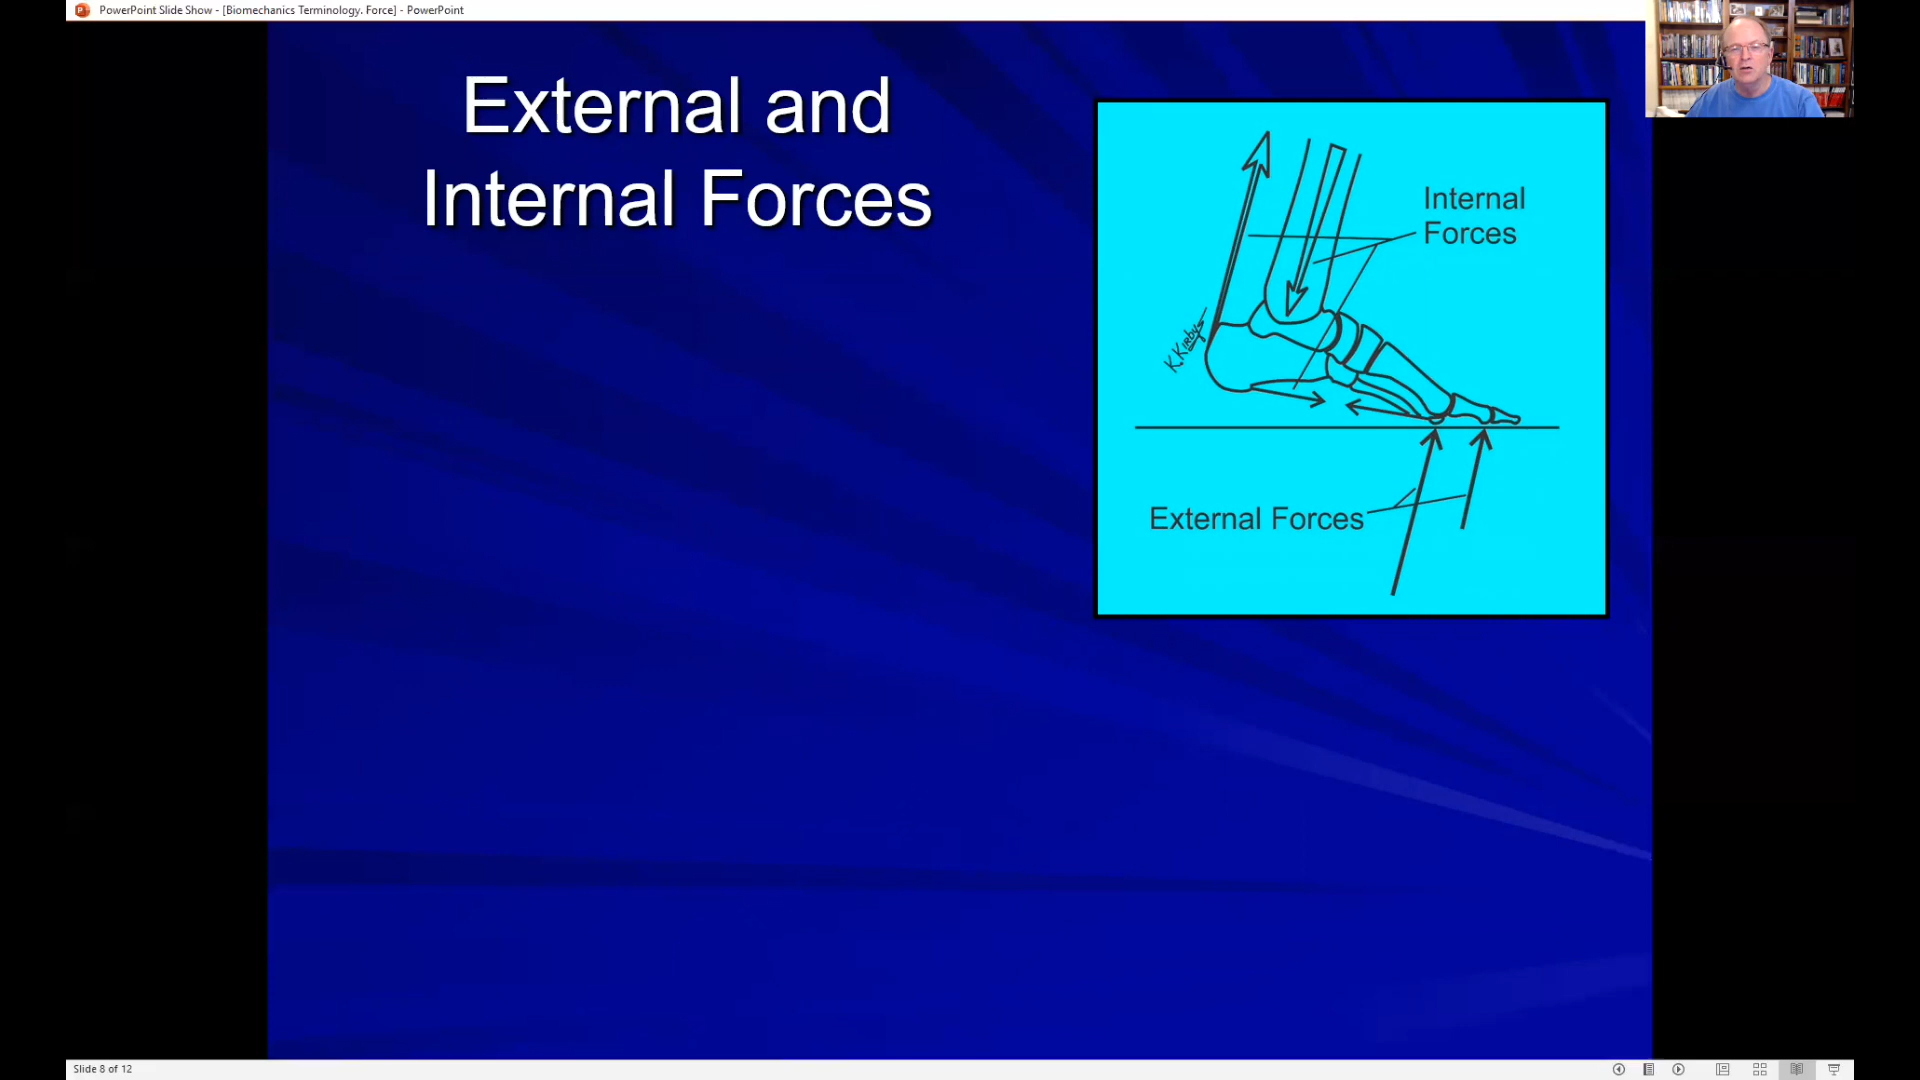 PowerPoint Slide Show - [Biomechanics Terminology. Force] - PowerPoint
External and
Internal Forces
Internal
Forces
K.Kirby
External Forces
Slide 8 of 12